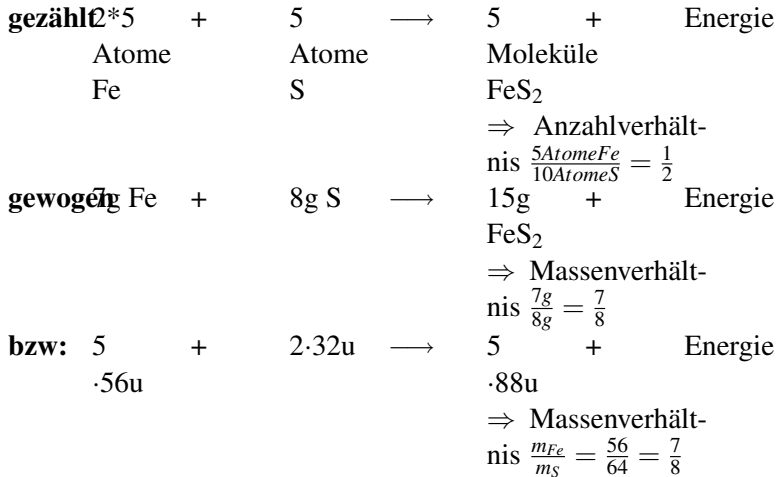 gezählt 2*5 + 5 ⟶ 5 + Energie
Atome Atome Moleküle
Fe S FeS₂
⇒ Anzahlverhält-
nis 5AtomeFe/10AtomeS = 1/2
gewogen 7g Fe + 8g S ⟶ 15g + Energie
FeS₂
⇒ Massenverhält-
nis 7g/8g = 7/8
bzw: 5 + 2·32u ⟶ 5 + Energie
·56u ·88u
⇒ Massenverhält-
nis m_Fe/m_S = 56/64 = 7/8